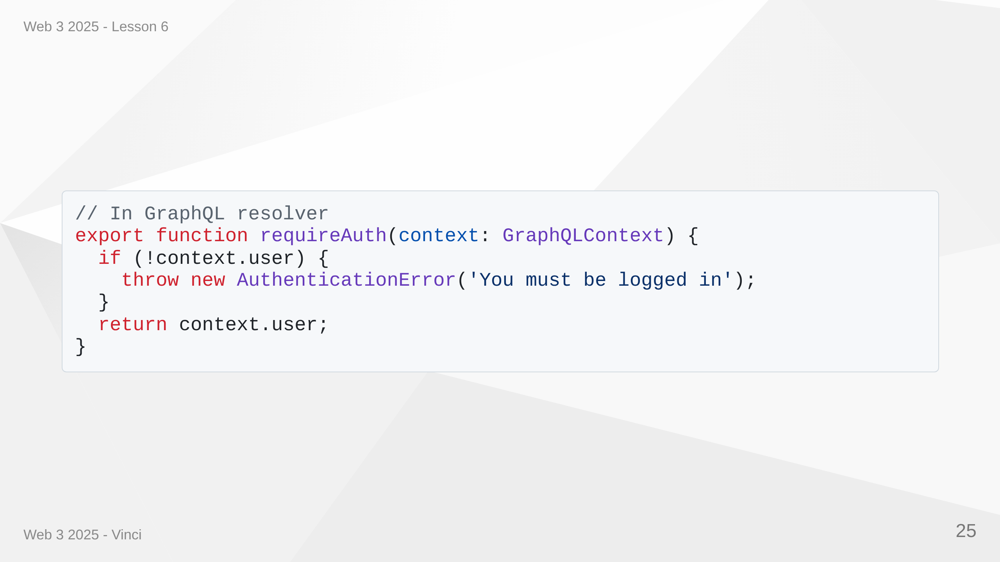 Web 3 2025 - Lesson 6
// In GraphQL resolver
export function requireAuth(context: GraphQLContext) {
  if (!context.user) {
    throw new AuthenticationError('You must be logged in');
  }
  return context.user;
}
Web 3 2025 - Vinci
25